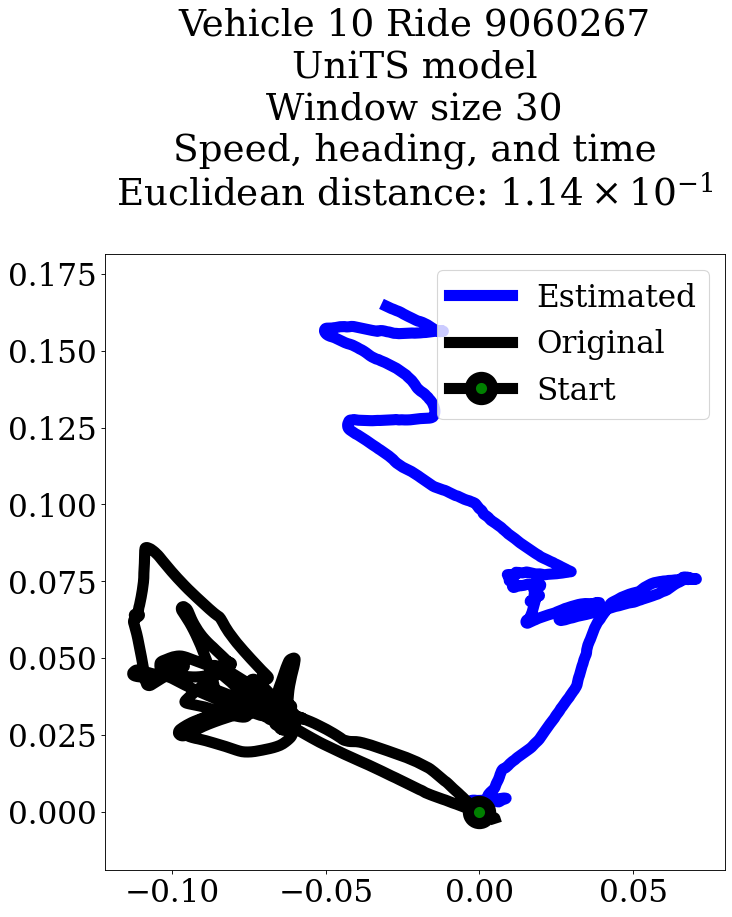 Vehicle 10 Ride 9060267
UniTS model
Window size 30
Speed, heading, and time
Euclidean distance: 1.14 × 10⁻¹
Estimated
Original
Start
0.175
0.150
0.125
0.100
0.075
0.050
0.025
0.000
−0.10
−0.05
0.00
0.05